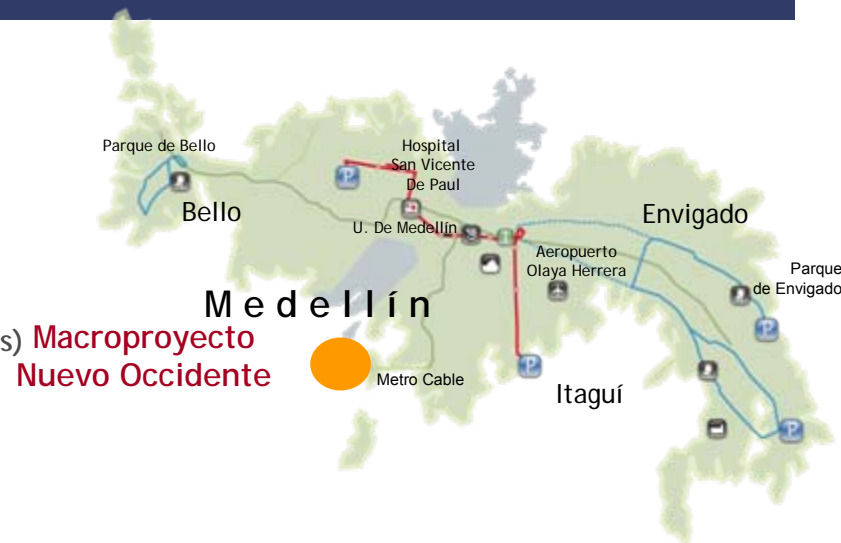 Parque de Bello
Hospital
San Vicente
De Paul
Bello
U. De Medellín
Envigado
Aeropuerto
Olaya Herrera
Parque
de Envigado
Medellín
s) Macroproyecto
Nuevo Occidente
Metro Cable
Itaguí
P
P
P
P